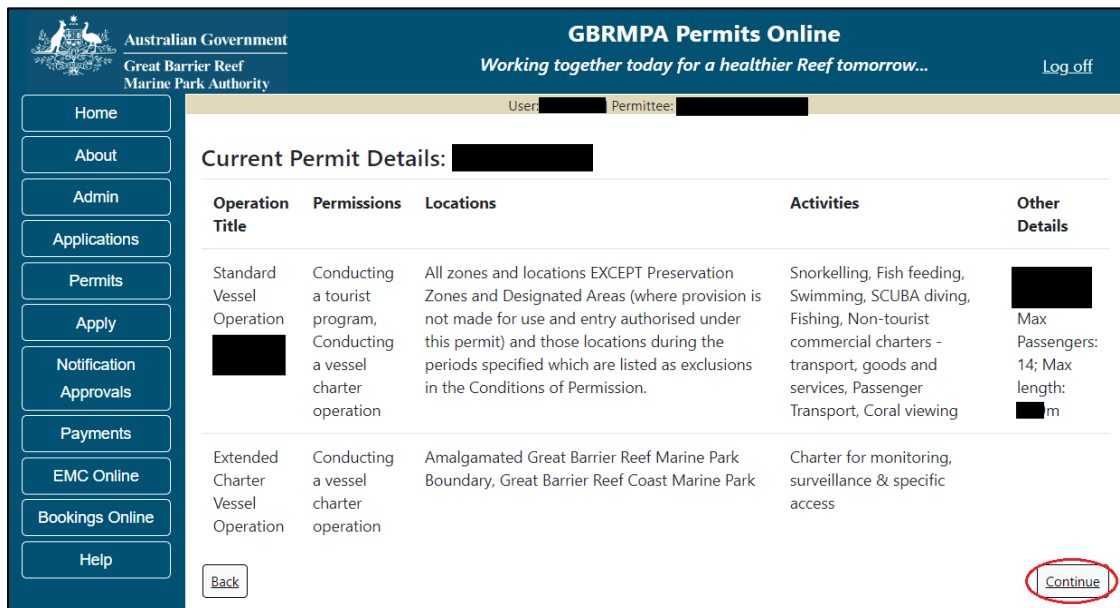 Australian Government
Great Barrier Reef
Marine Park Authority
GBRMPA Permits Online
Working together today for a healthier Reef tomorrow...
Log off
Home
About
Admin
Applications
Permits
Apply
Notification
Approvals
Payments
EMC Online
Bookings Online
Help
User: Permittee:
Current Permit Details:
Operation
Title
Permissions
Locations
Activities
Other
Details
Standard
Vessel
Operation
Conducting
a tourist
program,
Conducting
a vessel
charter
operation
All zones and locations EXCEPT Preservation
Zones and Designated Areas (where provision is
not made for use and entry authorised under
this permit) and those locations during the
periods specified which are listed as exclusions
in the Conditions of Permission.
Snorkelling, Fish feeding,
Swimming, SCUBA diving,
Fishing, Non-tourist
commercial charters -
transport, goods and
services, Passenger
Transport, Coral viewing
Max
Passengers:
14; Max
length:
m
Extended
Charter
Vessel
Operation
Conducting
a vessel
charter
operation
Amalgamated Great Barrier Reef Marine Park
Boundary, Great Barrier Reef Coast Marine Park
Charter for monitoring,
surveillance & specific
access
Back
Continue